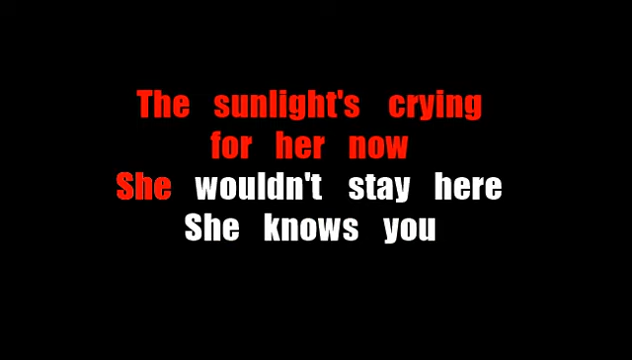 The sunlight's crying
for her now
She wouldn't stay here
She knows you